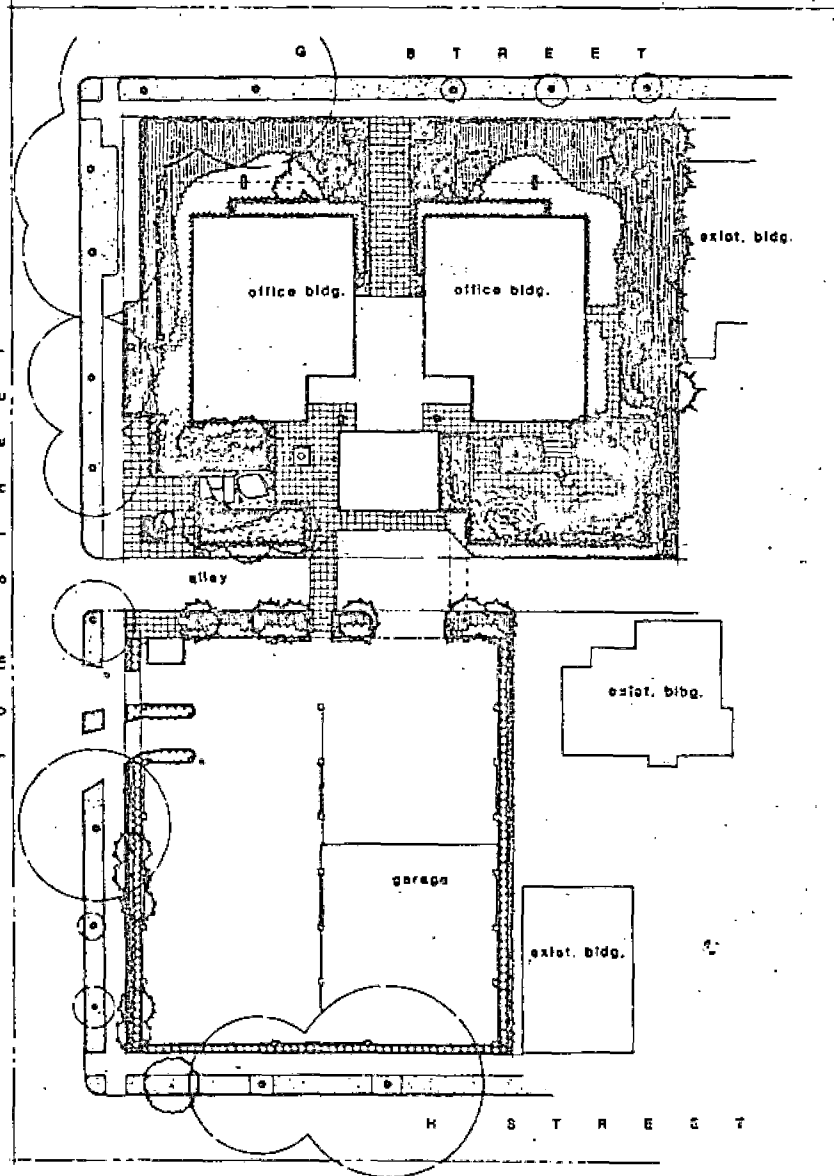 G STREET
exist. bldg.
office bldg.
office bldg.
alley
exist. bldg.
garage
exist. bldg.
H STREET